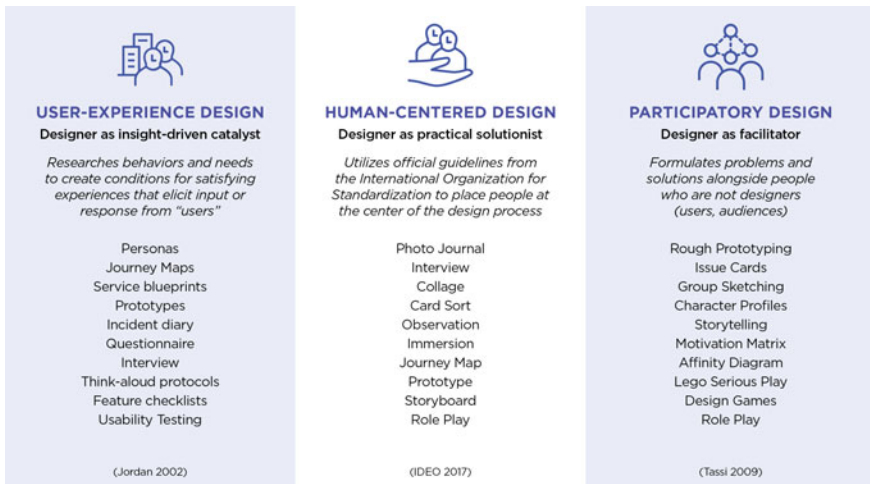 USER-EXPERIENCE DESIGN
Designer as insight-driven catalyst
Researches behaviors and needs
to create conditions for satisfying
experiences that elicit input or
response from “users”
Personas
Journey Maps
Service blueprints
Prototypes
Incident diary
Questionnaire
Interview
Think-aloud protocols
Feature checklists
Usability Testing
(Jordan 2002)
HUMAN-CENTERED DESIGN
Designer as practical solutionist
Utilizes official guidelines from
the International Organization for
Standardization to place people at
the center of the design process
Photo Journal
Interview
Collage
Card Sort
Observation
Immersion
Journey Map
Prototype
Storyboard
Role Play
(IDEO 2017)
PARTICIPATORY DESIGN
Designer as facilitator
Formulates problems and
solutions alongside people
who are not designers
(users, audiences)
Rough Prototyping
Issue Cards
Group Sketching
Character Profiles
Storytelling
Motivation Matrix
Affinity Diagram
Lego Serious Play
Design Games
Role Play
(Tassi 2009)